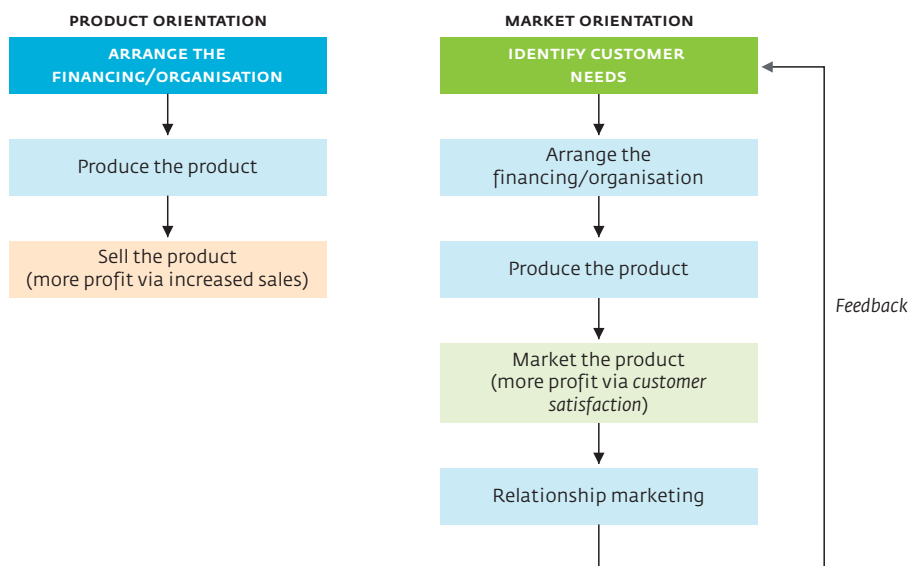 PRODUCT ORIENTATION
ARRANGE THE
FINANCING/ORGANISATION
Produce the product
Sell the product
(more profit via increased sales)
MARKET ORIENTATION
IDENTIFY CUSTOMER
NEEDS
Arrange the
financing/organisation
Produce the product
Market the product
(more profit via customer
satisfaction)
Relationship marketing
Feedback